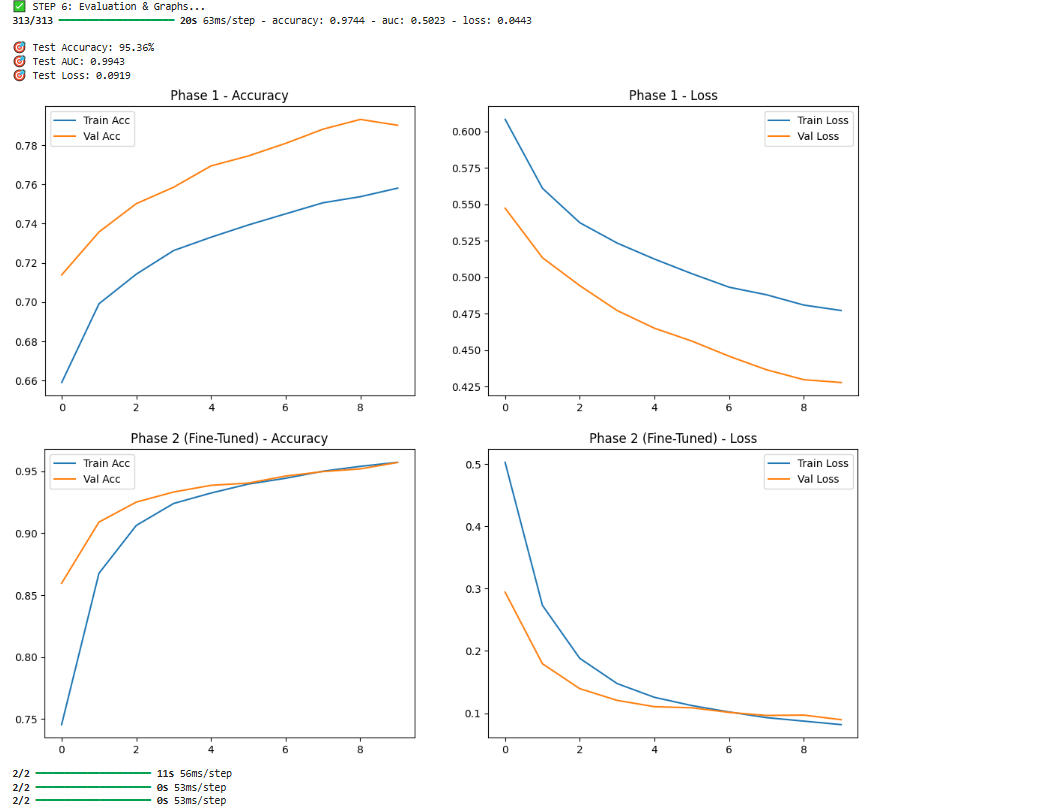 ✅ STEP 6: Evaluation & Graphs...
313/313 ━━━━━━━━━━━━━━━━━━━━ 20s 63ms/step - accuracy: 0.9744 - auc: 0.5023 - loss: 0.0443
🎯 Test Accuracy: 95.36%
🎯 Test AUC: 0.9943
🎯 Test Loss: 0.0919
Phase 1 - Accuracy
Train Acc
Val Acc
0.78
0.76
0.74
0.72
0.70
0.68
0.66
0 2 4 6 8
Phase 1 - Loss
Train Loss
Val Loss
0.600
0.575
0.550
0.525
0.500
0.475
0.450
0.425
0 2 4 6 8
Phase 2 (Fine-Tuned) - Accuracy
Train Acc
Val Acc
0.95
0.90
0.85
0.80
0.75
0 2 4 6 8
Phase 2 (Fine-Tuned) - Loss
Train Loss
Val Loss
0.5
0.4
0.3
0.2
0.1
0 2 4 6 8
2/2 ━━━━━━━━━━━━━━━━━━━━ 11s 56ms/step
2/2 ━━━━━━━━━━━━━━━━━━━━ 0s 53ms/step
2/2 ━━━━━━━━━━━━━━━━━━━━ 0s 53ms/step